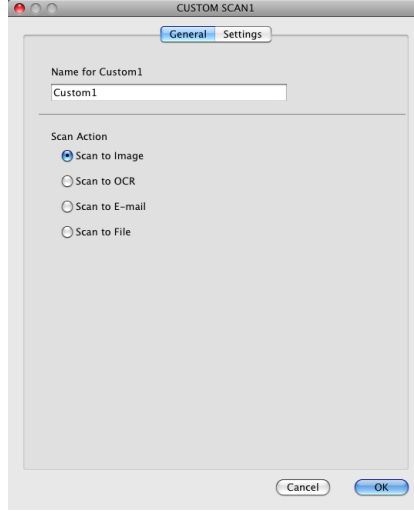 CUSTOM SCAN1
General Settings
Name for Custom1
Custom1
Scan Action
Scan to Image
Scan to OCR
Scan to E-mail
Scan to File
Cancel OK